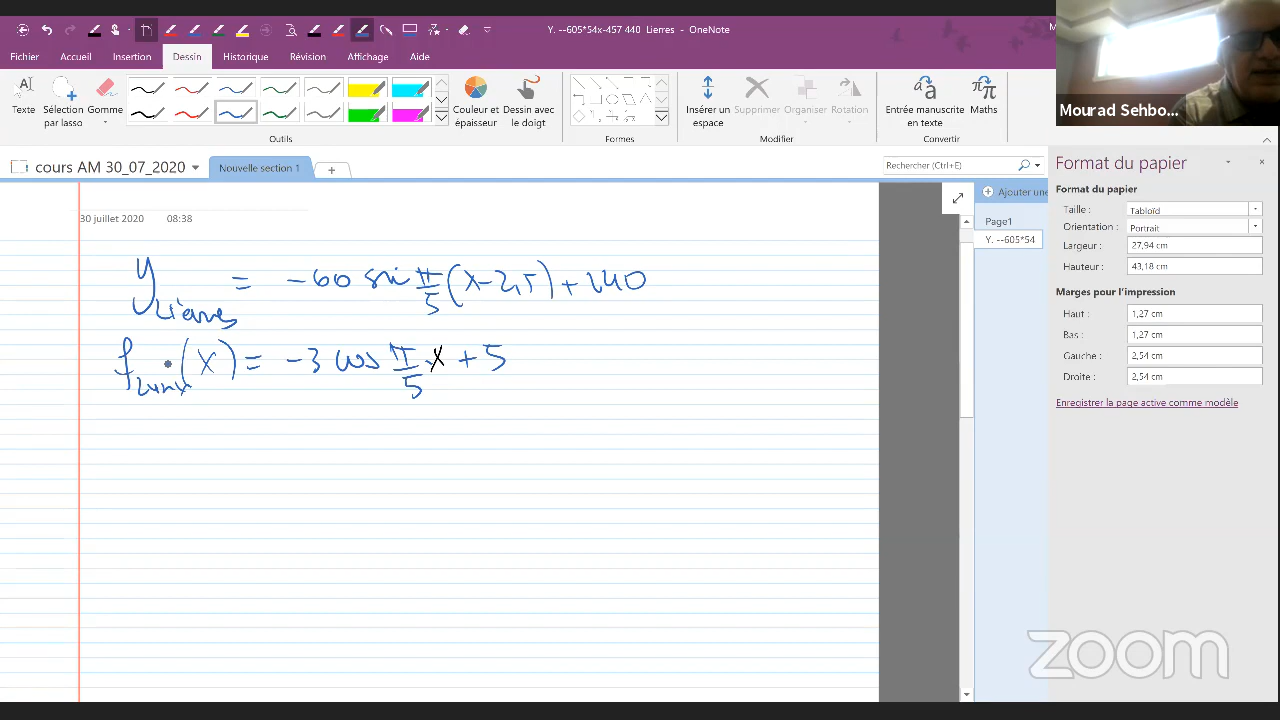 Y. --605*54x-457 440 Lierres - OneNote
M
Fichier Accueil Insertion Dessin Historique Révision Affichage Aide
Texte Sélection par lasso Gomme Couleur et épaisseur Dessin avec le doigt Insérer un espace Supprimer Organiser Rotation Entrée manuscrite en texte Maths
Outils Formes Modifier Convertir
Mourad Sehbo...
cours AM 30_07_2020
Nouvelle section 1
+
Rechercher (Ctrl+E)
Ajouter une
Page1
Y. --605*54
30 juillet 2020 08:38
y = -60 sin π/5 (x-2,5) + 140
Lièvres
f (x) = -3 cos π/5 x + 5
Lynx
Format du papier
Format du papier
Taille : Tabloïd
Orientation : Portrait
Largeur : 27,94 cm
Hauteur : 43,18 cm
Marges pour l'impression
Haut : 1,27 cm
Bas : 1,27 cm
Gauche : 2,54 cm
Droite : 2,54 cm
Enregistrer la page active comme modèle
zoom